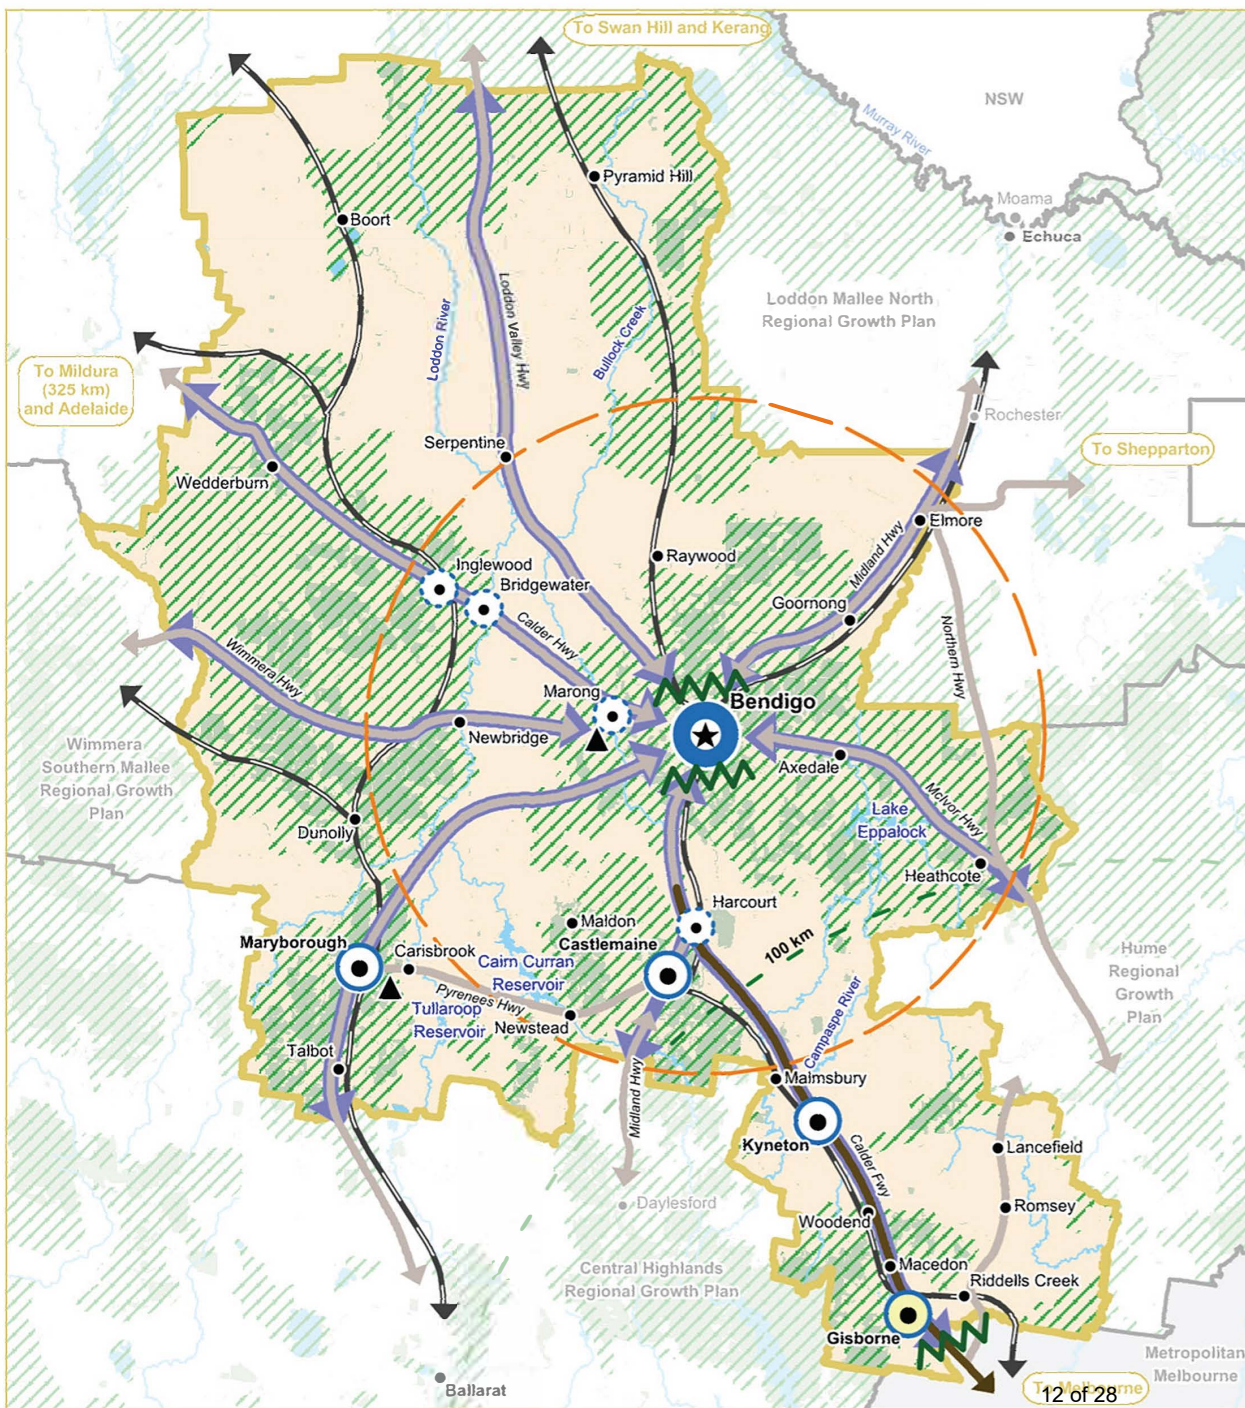 To Swan Hill and Kerang
NSW
Murray River
Pyramid Hill
Moama
Echuca
Boort
Loddon Mallee North
Regional Growth Plan
Loddon River
Loddon Valley Hwy
Bullock Creek
To Mildura
(325 km)
and Adelaide
Rochester
To Shepparton
Serpentine
Wedderburn
Elmore
Midland Hwy
Raywood
Inglewood
Bridgewater
Goornong
Calder Hwy
Northern Hwy
Wimmera Hwy
Marong
Bendigo
Newbridge
Axedale
Wimmera
Southern Mallee
Regional Growth
Plan
McIvor Hwy
Lake
Eppalock
Dunolly
Heathcote
Harcourt
Maldon
Maryborough
Carisbrook
Castlemaine
100 km
Cairn Curran
Reservoir
Pyrenees Hwy
Tullaroop
Reservoir
Newstead
Hume
Regional
Growth
Plan
Campaspe River
Talbot
Malmsbury
Midland Hwy
Kyneton
Calder Fwy
Lancefield
Daylesford
Woodend
Romsey
Macedon
Central Highlands
Regional Growth Plan
Riddells Creek
Gisborne
Metropolitan
Melbourne
Ballarat
To Melbourne
12 of 28